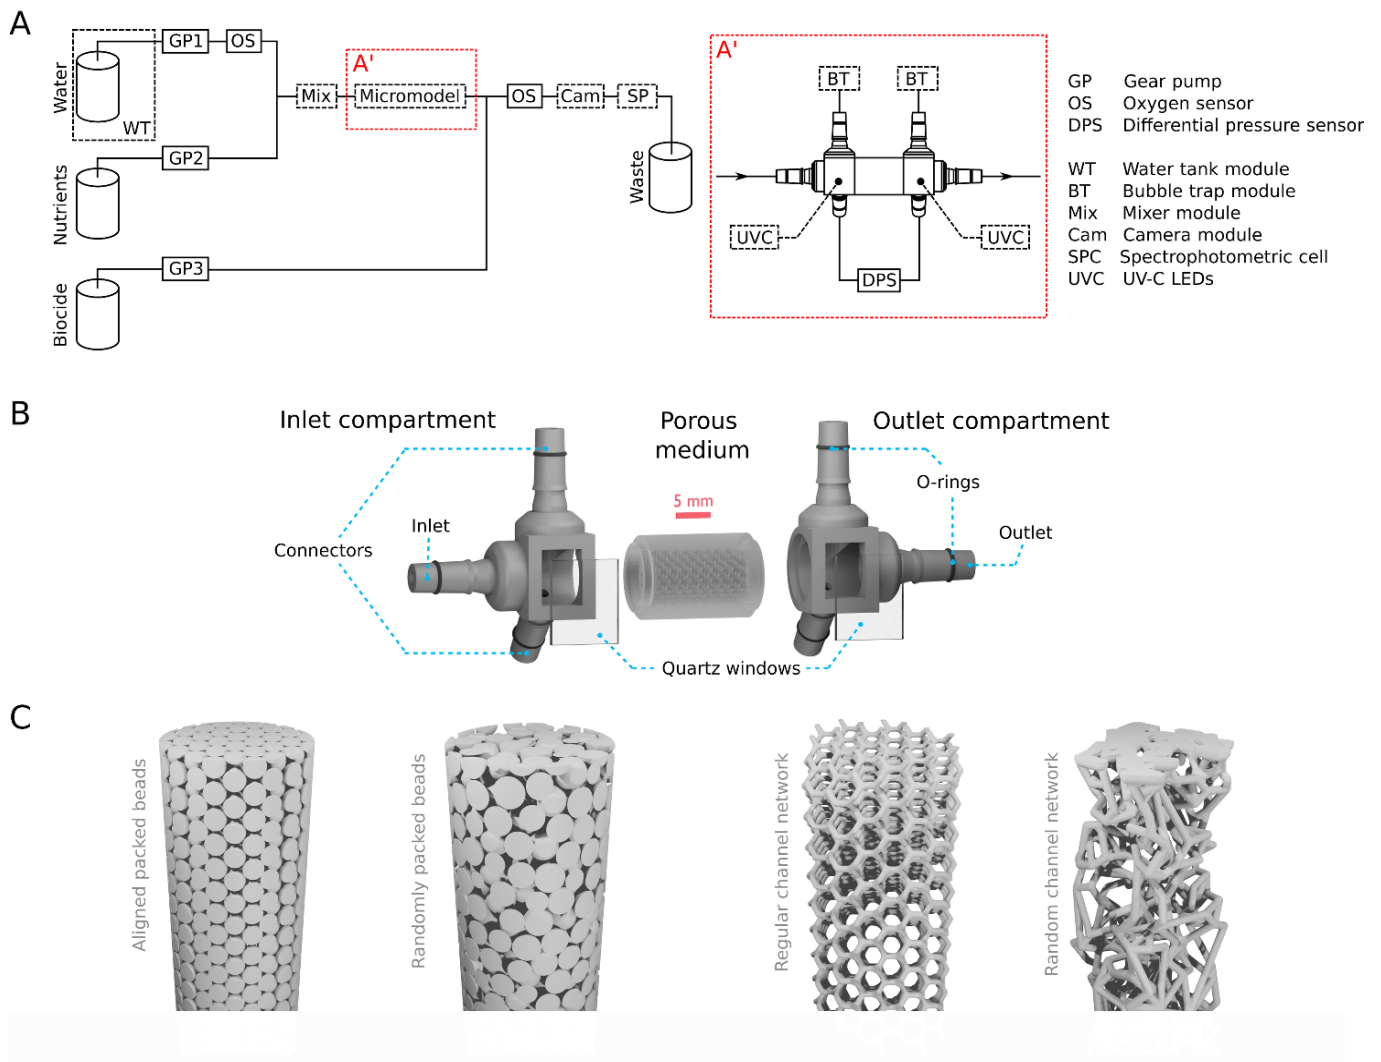 A
Water
WT
GP1
OS
Nutrients
GP2
Biocide
GP3
Mix
A'
Micromodel
OS
Cam
SP
Waste
A'
BT
BT
UVC
UVC
DPS
GP Gear pump
OS Oxygen sensor
DPS Differential pressure sensor
WT Water tank module
BT Bubble trap module
Mix Mixer module
Cam Camera module
SPC Spectrophotometric cell
UVC UV-C LEDs
B
Inlet compartment
Porous
medium
Outlet compartment
5 mm
O-rings
Inlet
Outlet
Connectors
Quartz windows
C
Aligned packed beads
Randomly packed beads
Regular channel network
Random channel network